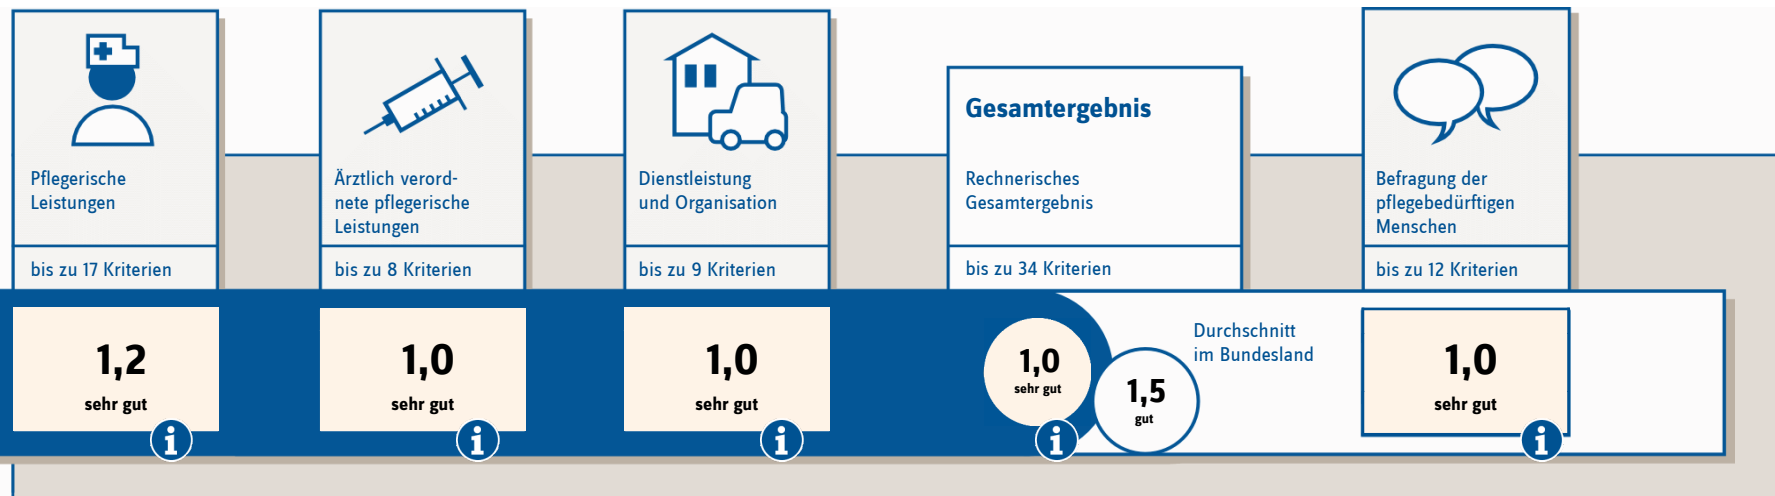 Pflegerische
Leistungen
bis zu 17 Kriterien
1,2
sehr gut
i
Ärztlich verord-
nete pflegerische
Leistungen
bis zu 8 Kriterien
1,0
sehr gut
i
Dienstleistung
und Organisation
bis zu 9 Kriterien
1,0
sehr gut
i
Gesamtergebnis
Rechnerisches
Gesamtergebnis
bis zu 34 Kriterien
1,0
sehr gut
i
1,5
gut
Durchschnitt
im Bundesland
Befragung der
pflegebedürftigen
Menschen
bis zu 12 Kriterien
1,0
sehr gut
i